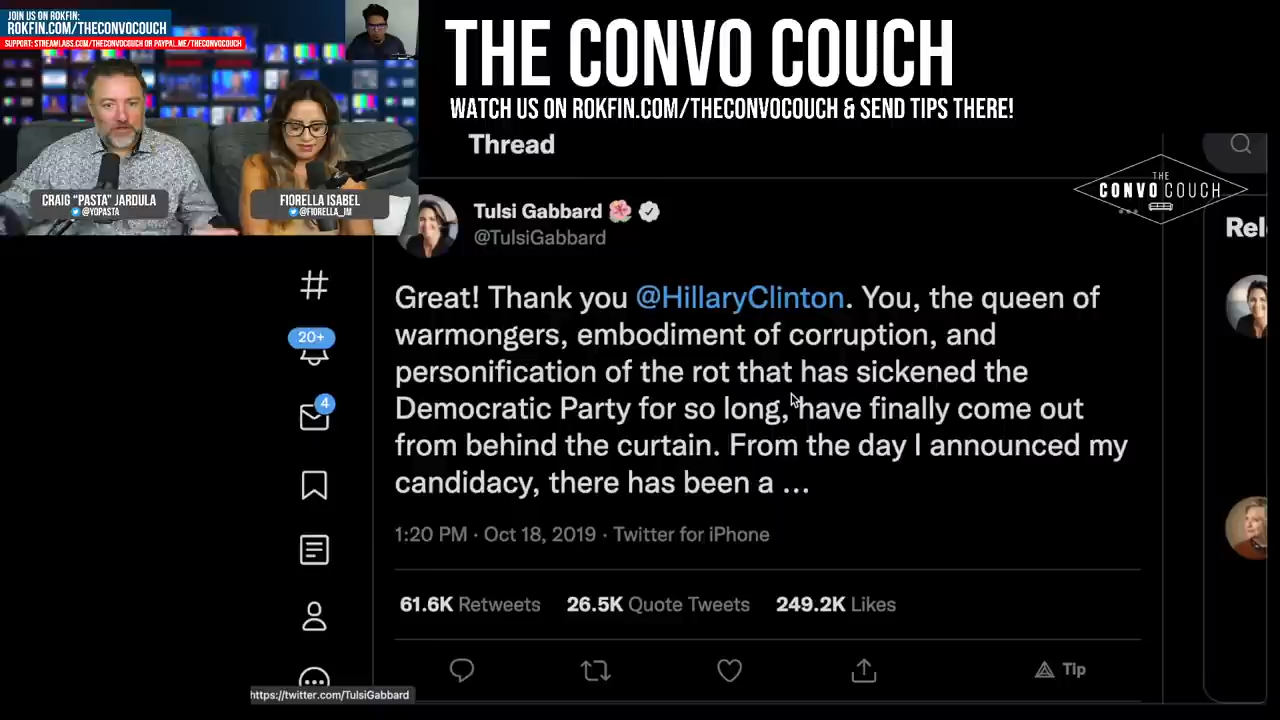 JOIN US ON ROKFIN:
ROKFIN.COM/THECONVOCOUCH
SUPPORT: STREAMLABS.COM/THECONVOCOUCH OR PAYPAL.ME/THECONVOCOUCH
CRAIG "PASTA" JARDULA
@YOPASTA
FIORELLA ISABEL
@FIORELLA_IM
THE CONVO COUCH
WATCH US ON ROKFIN.COM/THECONVOCOUCH & SEND TIPS THERE!
Thread
THE
CONVO COUCH
Rel
Tulsi Gabbard
@TulsiGabbard
Great! Thank you @HillaryClinton. You, the queen of
warmongers, embodiment of corruption, and
personification of the rot that has sickened the
Democratic Party for so long, have finally come out
from behind the curtain. From the day I announced my
candidacy, there has been a ...
1:20 PM · Oct 18, 2019 · Twitter for iPhone
61.6K Retweets 26.5K Quote Tweets 249.2K Likes
Tip
20+
4
https://twitter.com/TulsiGabbard